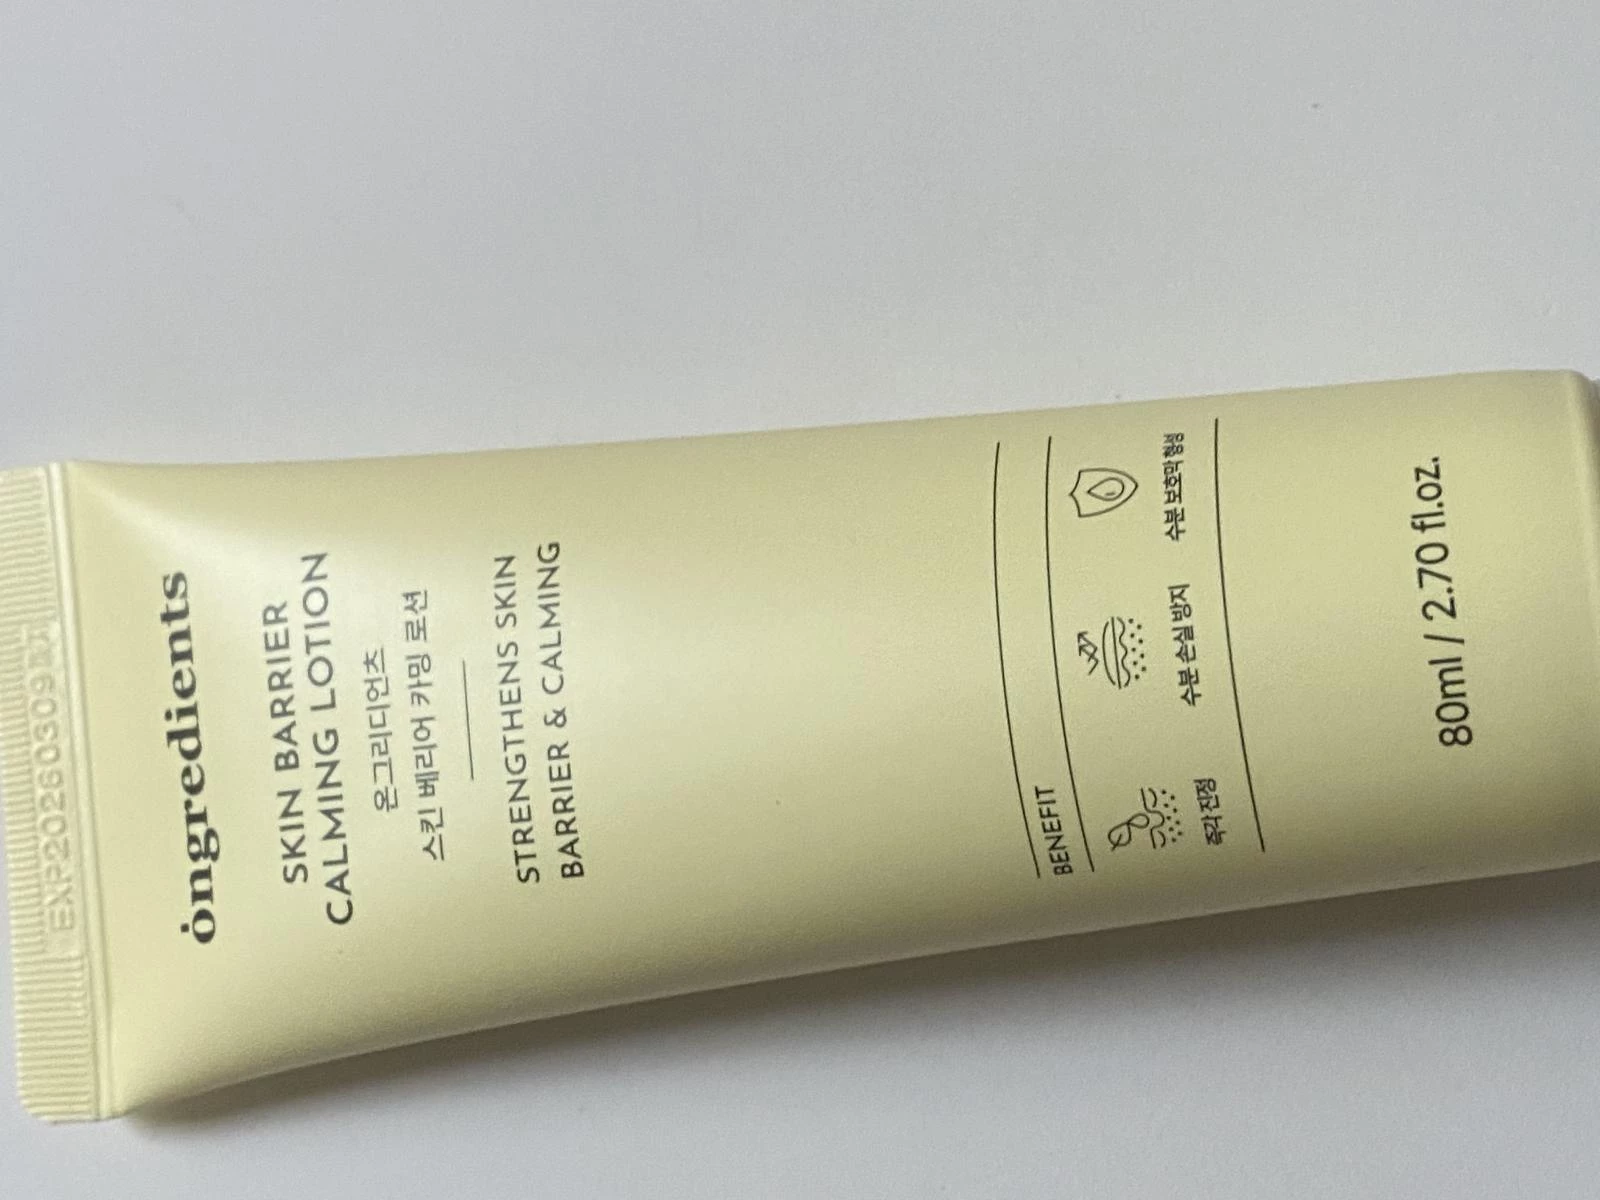 EXP20260309까지
öngredients
SKIN BARRIER
CALMING LOTION
온그리디언츠
스킨 베리어 카밍 로션
STRENGTHENS SKIN
BARRIER & CALMING
BENEFIT
즉각 진정
수분 손실 방지
수분 보호막 형성
80ml / 2.70 fl.oz.